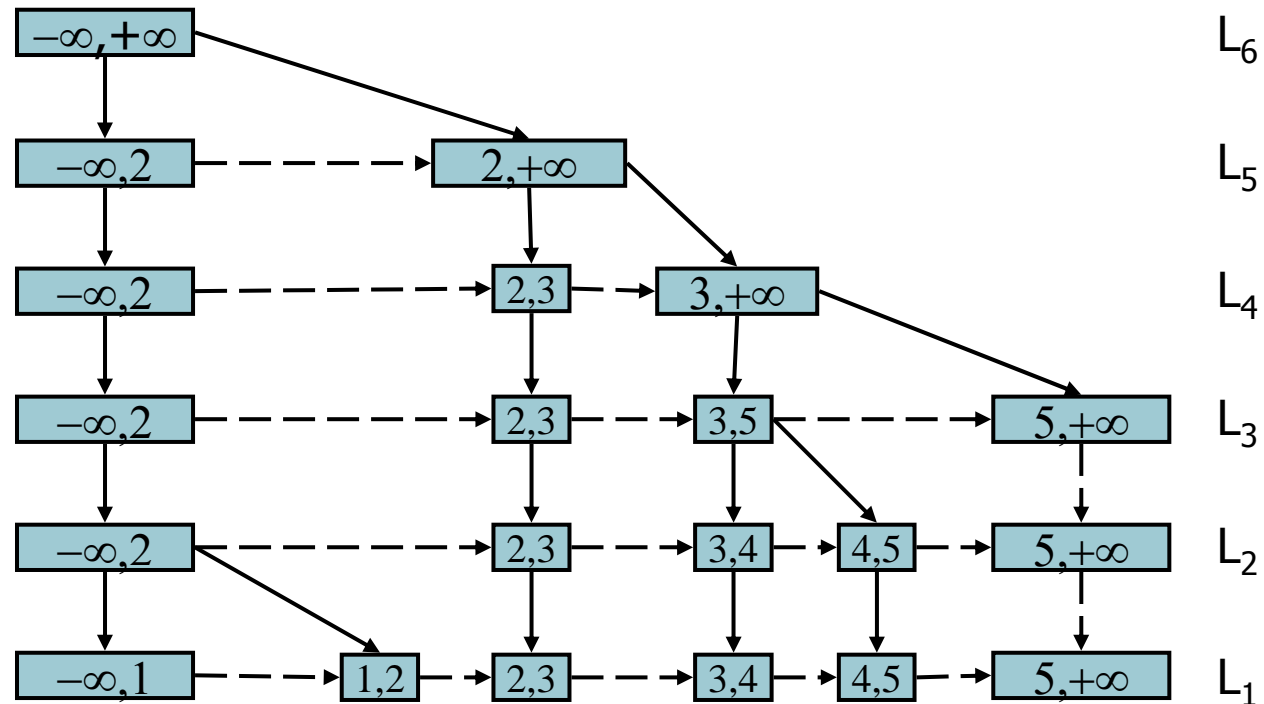 −∞,+∞ L₆
−∞,2 2,+∞ L₅
−∞,2 2,3 3,+∞ L₄
−∞,2 2,3 3,5 5,+∞ L₃
−∞,2 2,3 3,4 4,5 5,+∞ L₂
−∞,1 1,2 2,3 3,4 4,5 5,+∞ L₁